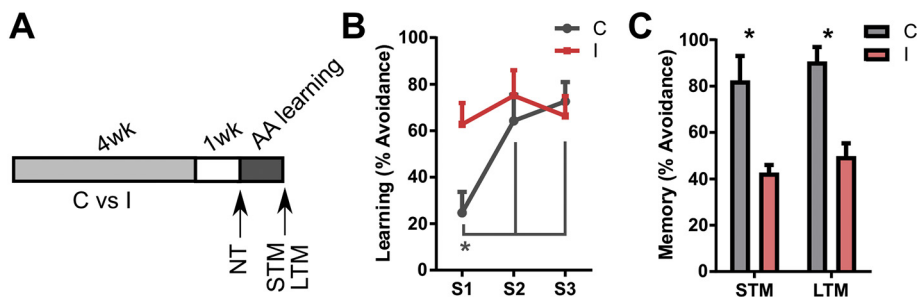 A
4wk
1wk
AA learning
C vs I
NT
STM
LTM
B
Learning (% Avoidance)
100
80
60
40
20
0
C
I
*
S1 S2 S3
C
Memory (% Avoidance)
100
80
60
40
20
0
C
I
* *
STM LTM